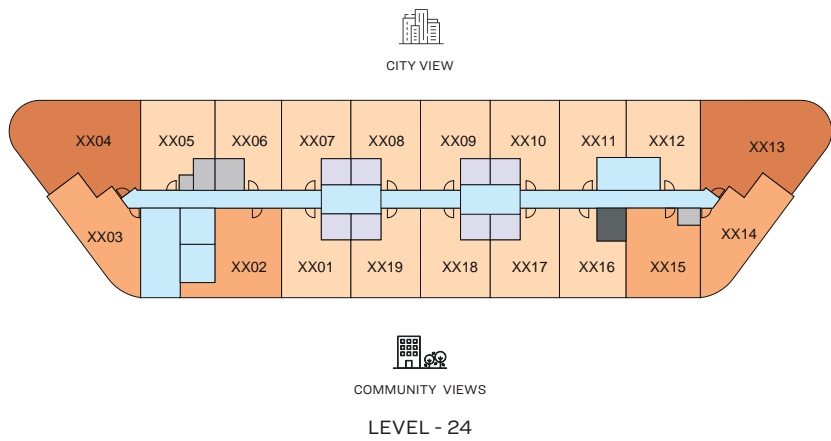 CITY VIEW
XX04
XX05
XX06
XX07
XX08
XX09
XX10
XX11
XX12
XX13
XX03
XX02
XX01
XX19
XX18
XX17
XX16
XX15
XX14
COMMUNITY VIEWS
LEVEL - 24